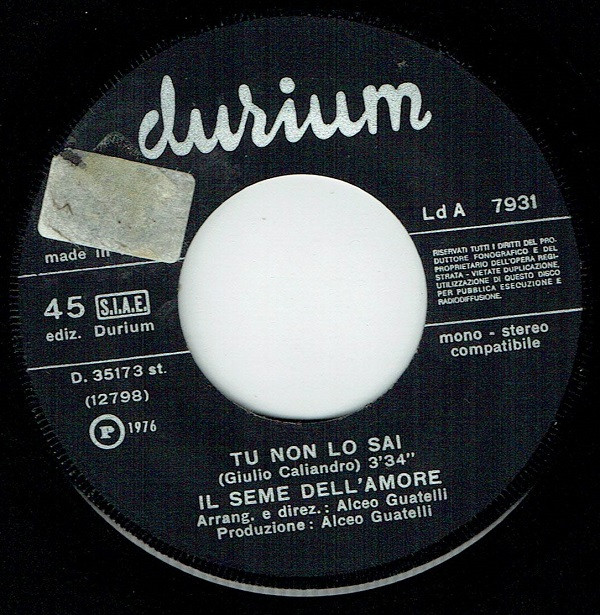 durium
Ld A 7931
made in
RISERVATI TUTTI I DIRITTI DEL PRO-
DUTTORE FONOGRAFICO E DEL
PROPRIETARIO DELL'OPERA REGI-
STRATA - VIETATE DUPLICAZIONE,
UTILIZZAZIONE DI QUESTO DISCO
PER PUBBLICA ESECUZIONE E
RADIODIFFUSIONE.
45 S.I.A.E.
ediz. Durium
mono - stereo
compatibile
D. 35173 st.
(12798)
P 1976
TU NON LO SAI
(Giulio Caliandro) 3'34"
IL SEME DELL'AMORE
Arrang. e direz.: Alceo Guatelli
Produzione: Alceo Guatelli